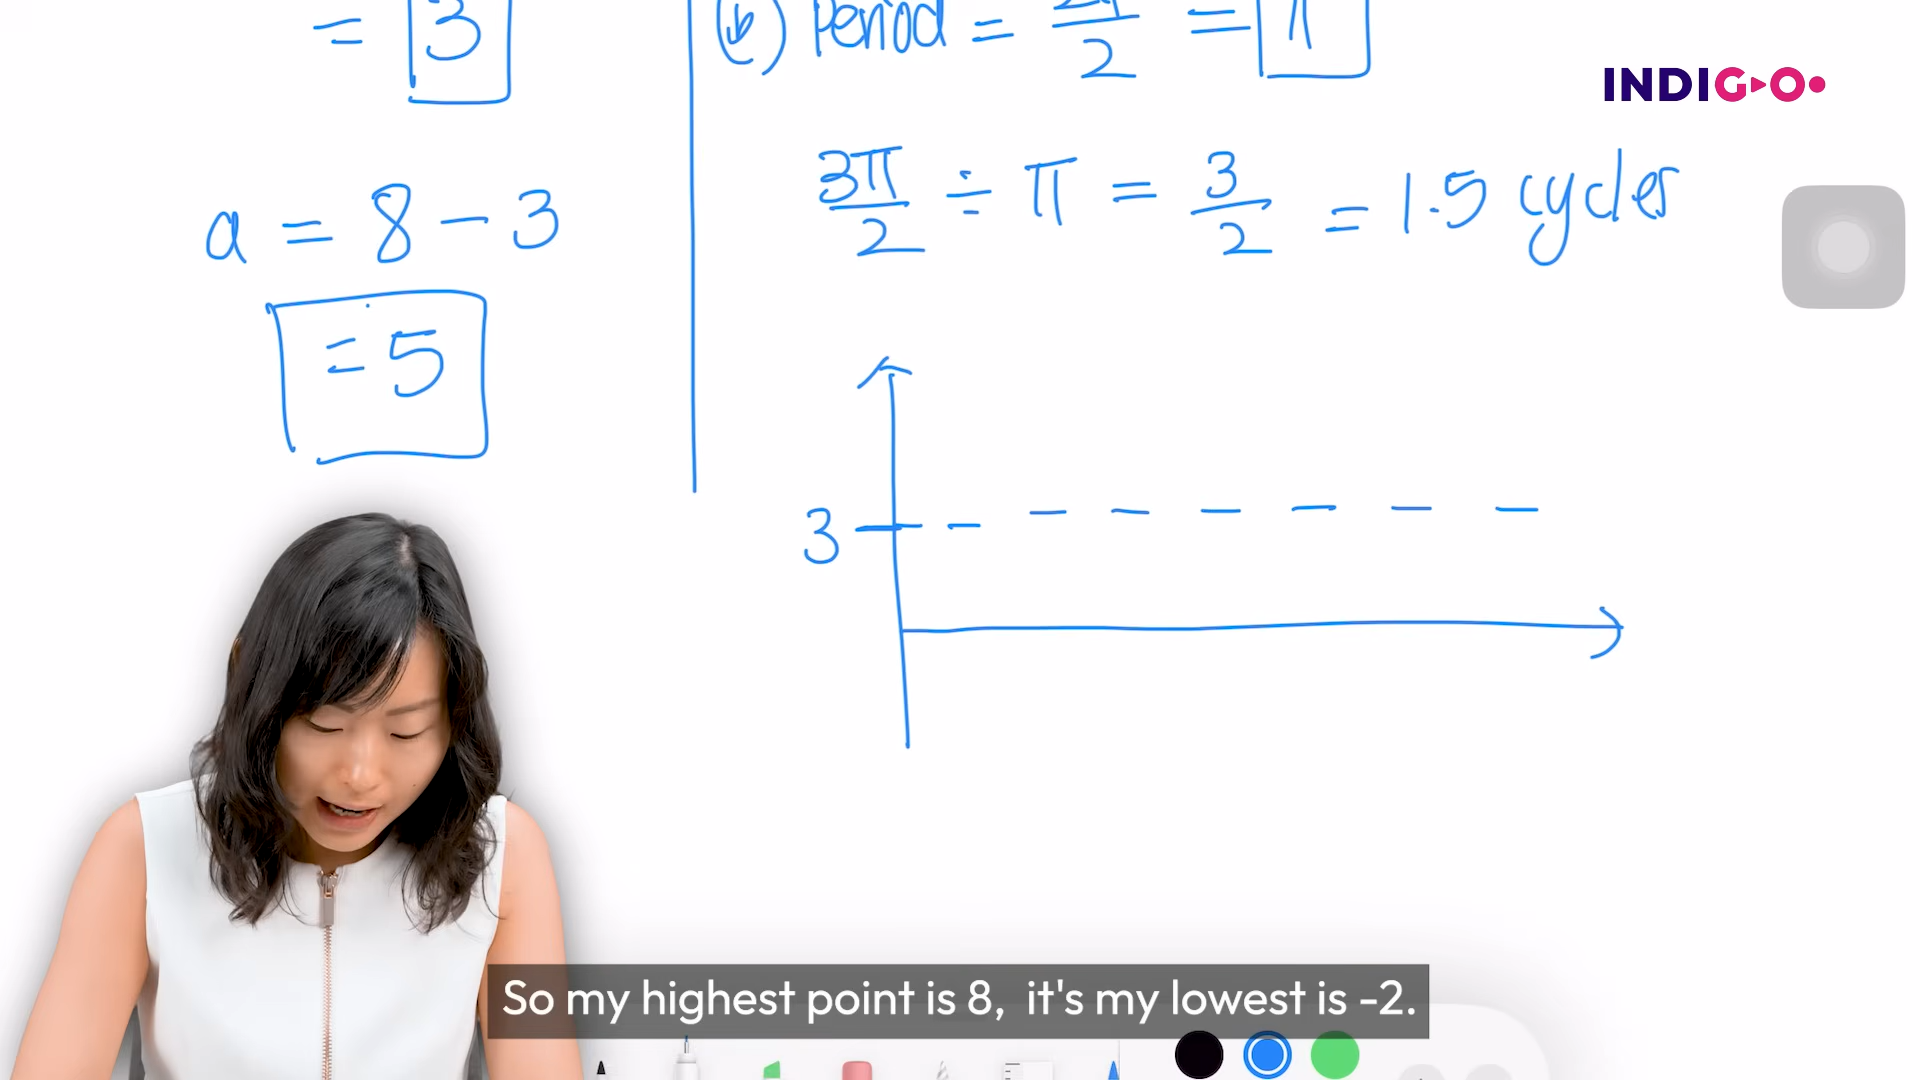 = 3
a = 8 - 3
= 5
(b) Period = 2π/2 = π
3π/2 ÷ π = 3/2 = 1.5 cycles
3
INDIGO
So my highest point is 8, it's my lowest is -2.